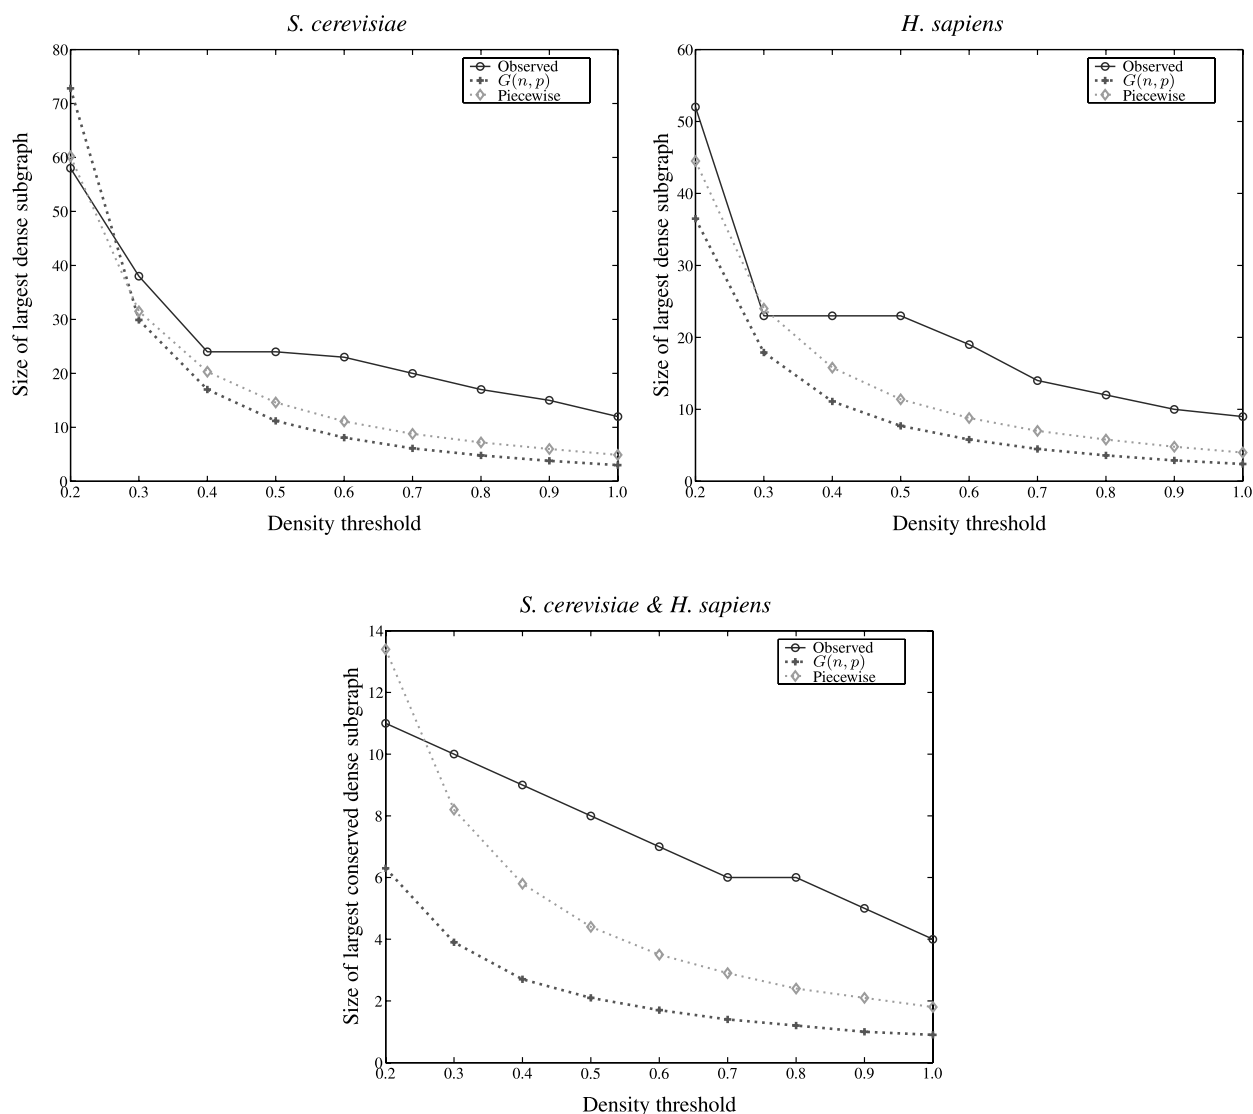 S. cerevisiae
H. sapiens
80
70
60
50
40
30
20
10
0
Size of largest dense subgraph
Observed
G(n, p)
Piecewise
0.2 0.3 0.4 0.5 0.6 0.7 0.8 0.9 1.0
Density threshold
60
50
40
30
20
10
0
Size of largest dense subgraph
Observed
G(n, p)
Piecewise
0.2 0.3 0.4 0.5 0.6 0.7 0.8 0.9 1.0
Density threshold
S. cerevisiae & H. sapiens
14
12
10
8
6
4
2
0
Size of largest conserved dense subgraph
Observed
G(n, p)
Piecewise
0.2 0.3 0.4 0.5 0.6 0.7 0.8 0.9 1.0
Density threshold